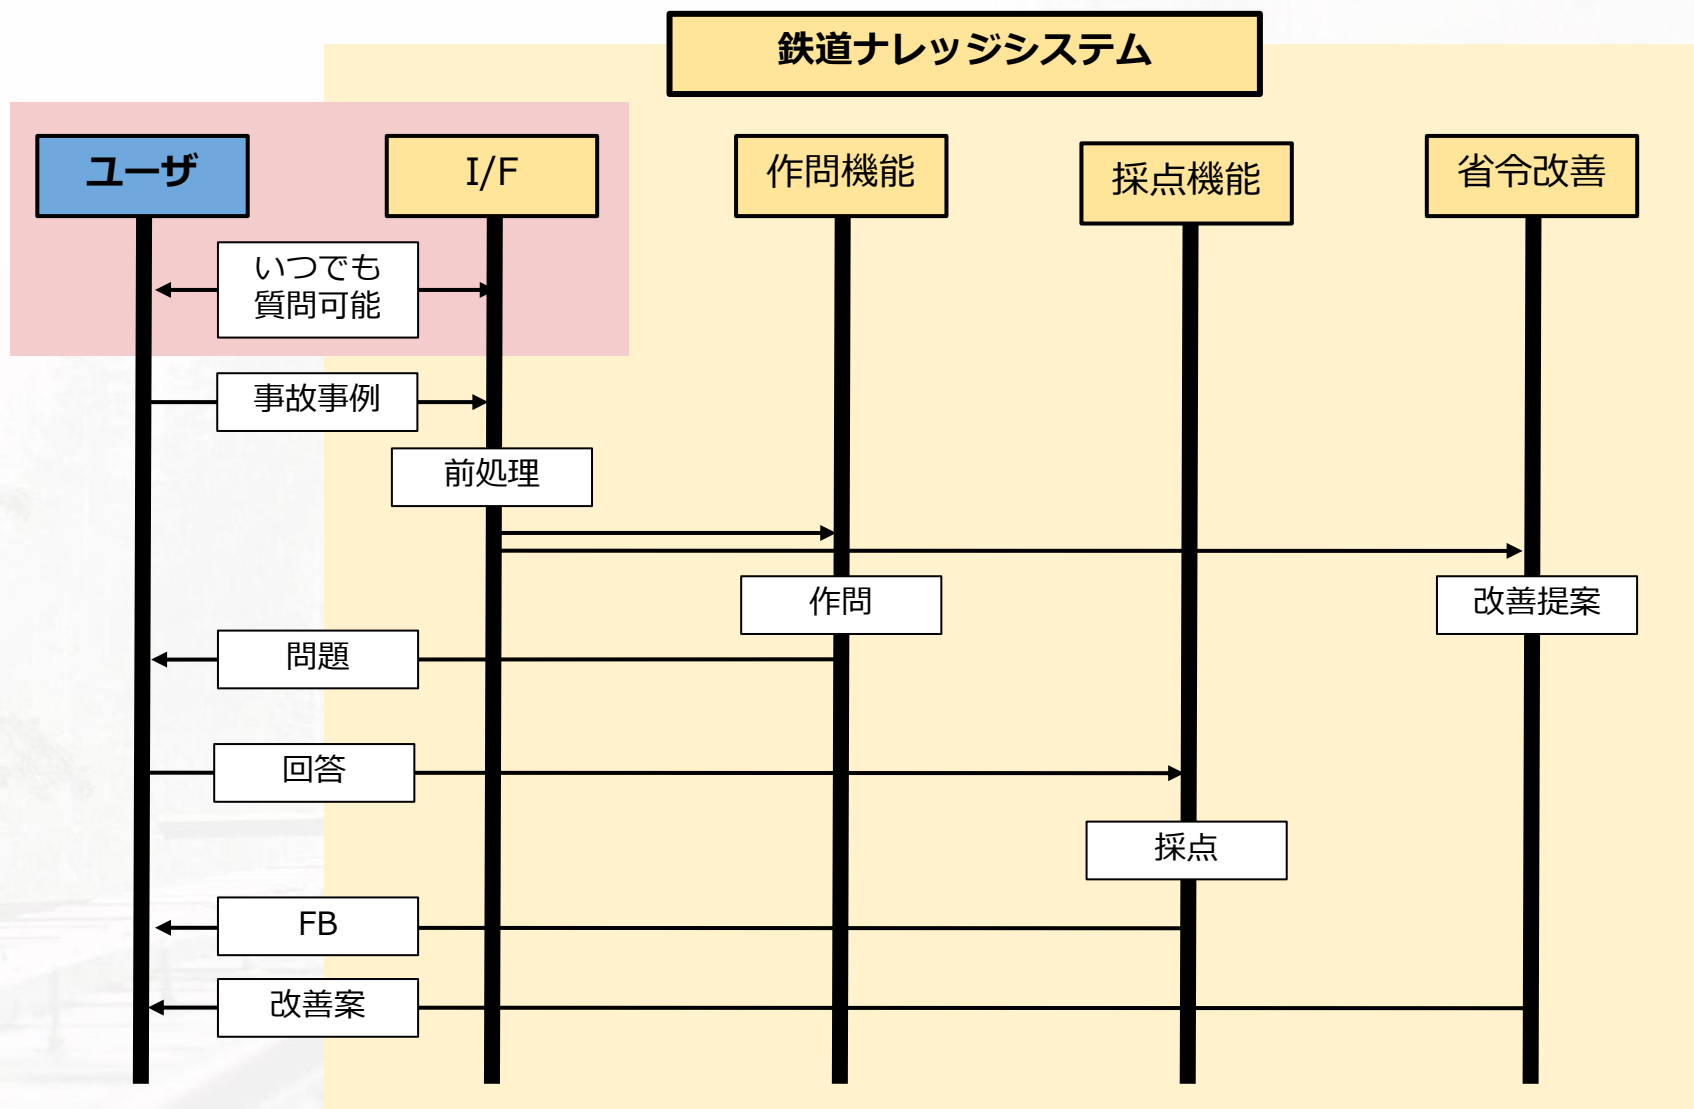 鉄道ナレッジシステム
ユーザ
I/F
作問機能
採点機能
省令改善
いつでも
質問可能
事故事例
前処理
作問
改善提案
問題
回答
採点
FB
改善案